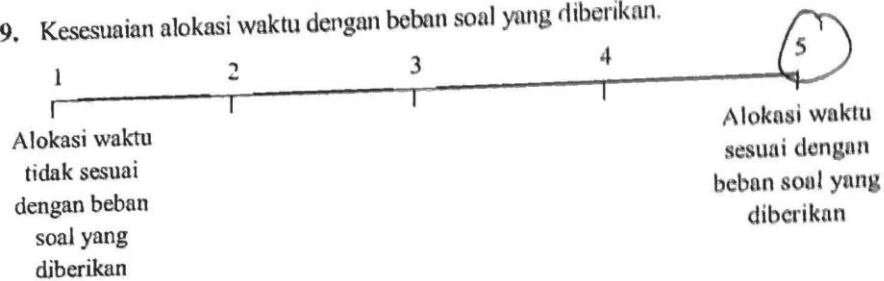 9. Kesesuaian alokasi waktu dengan beban soal yang diberikan.
1 2 3 4 5
Alokasi waktu
tidak sesuai
dengan beban
soal yang
diberikan
Alokasi waktu
sesuai dengan
beban soal yang
diberikan